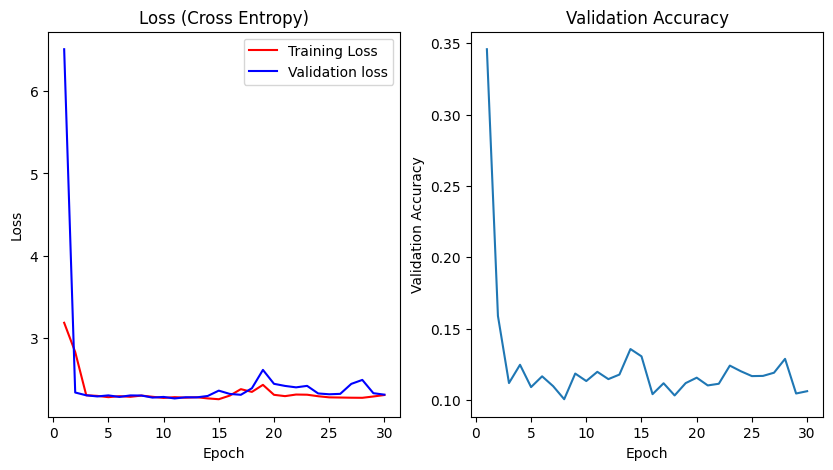 Loss (Cross Entropy)
Training Loss
Validation loss
6
5
4
3
Loss
0 5 10 15 20 25 30
Epoch
Validation Accuracy
0.35
0.30
0.25
0.20
0.15
0.10
Validation Accuracy
0 5 10 15 20 25 30
Epoch